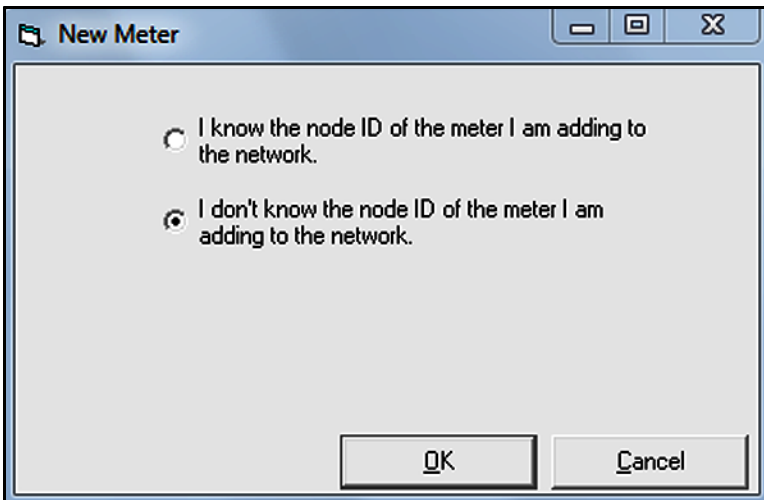 New Meter
I know the node ID of the meter I am adding to
the network.
I don't know the node ID of the meter I am
adding to the network.
OK
Cancel